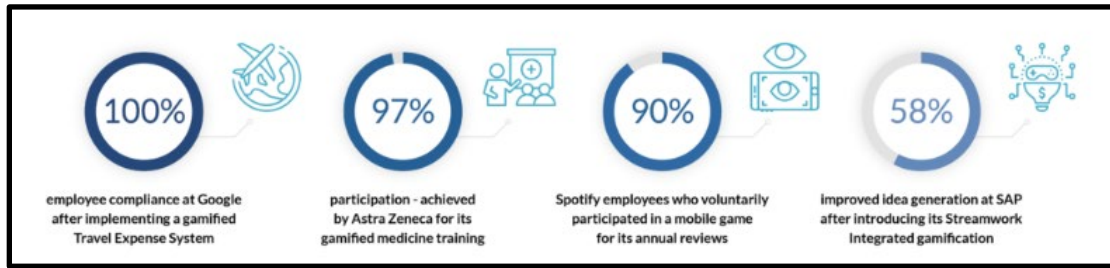 100%
employee compliance at Google
after implementing a gamified
Travel Expense System
97%
participation - achieved
by Astra Zeneca for its
gamified medicine training
90%
Spotify employees who voluntarily
participated in a mobile game
for its annual reviews
58%
$
improved idea generation at SAP
after introducing its Streamwork
Integrated gamification